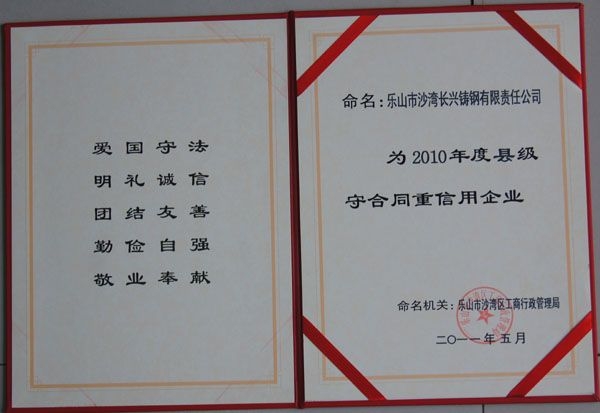 爱国守法
明礼诚信
团结友善
勤俭自强
敬业奉献
命名：乐山市沙湾长兴铸钢有限责任公司
为2010年度县级
守合同重信用企业
命名机关：乐山市沙湾区工商行政管理局
二〇一一年五月